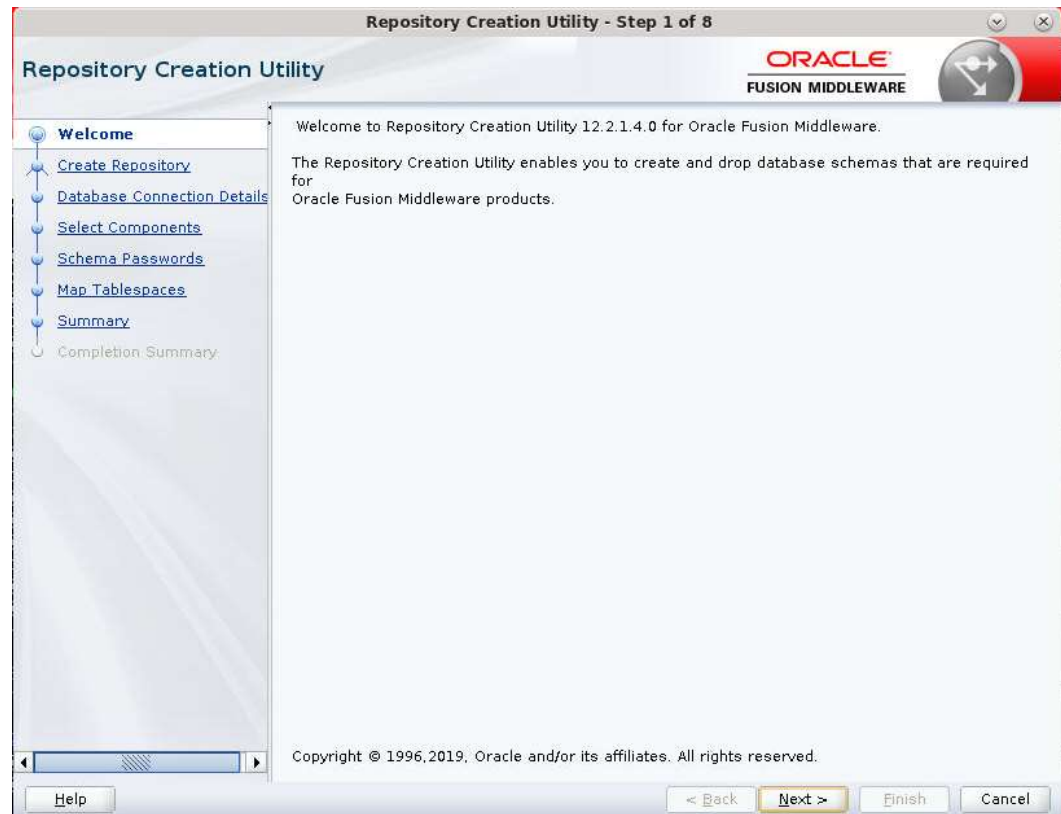 Repository Creation Utility - Step 1 of 8
Repository Creation Utility
ORACLE
FUSION MIDDLEWARE
Welcome
Create Repository
Database Connection Details
Select Components
Schema Passwords
Map Tablespaces
Summary
Completion Summary
Welcome to Repository Creation Utility 12.2.1.4.0 for Oracle Fusion Middleware.
The Repository Creation Utility enables you to create and drop database schemas that are required
for
Oracle Fusion Middleware products.
Copyright © 1996,2019, Oracle and/or its affiliates. All rights reserved.
Help
< Back
Next >
Finish
Cancel